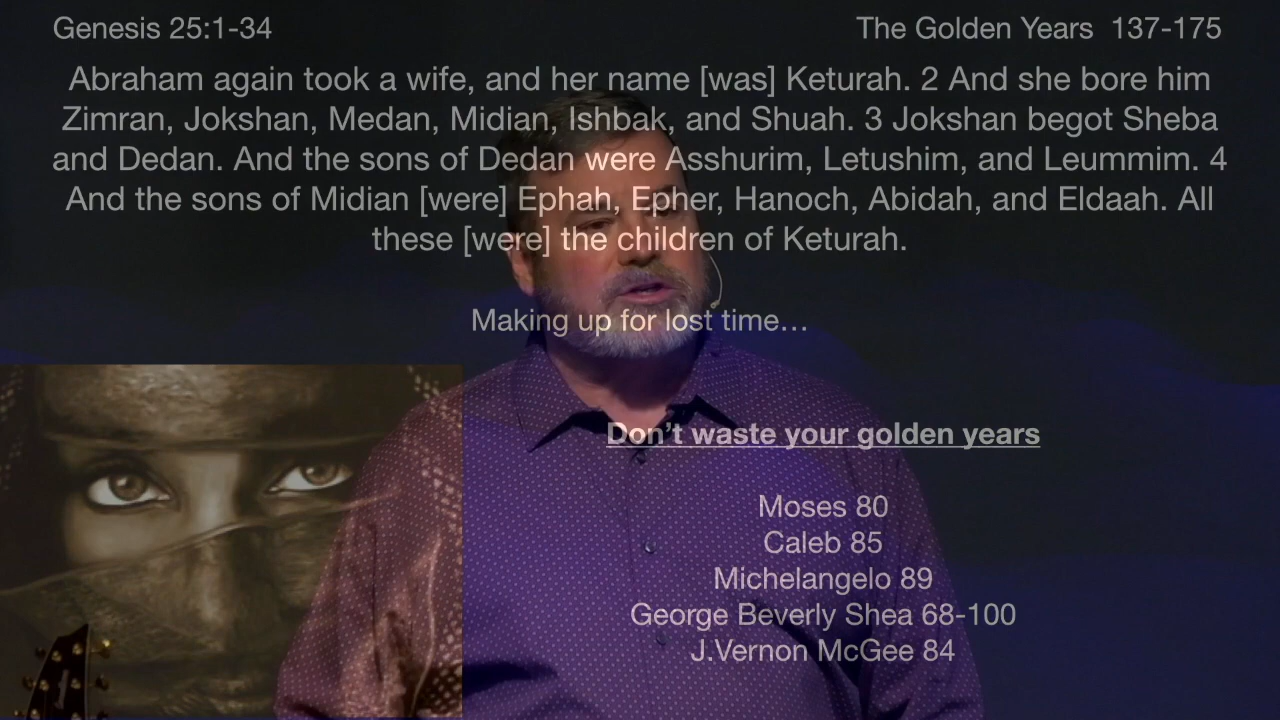 Genesis 25:1-34
The Golden Years 137-175
Abraham again took a wife, and her name [was] Keturah. 2 And she bore him
Zimran, Jokshan, Medan, Midian, Ishbak, and Shuah. 3 Jokshan begot Sheba
and Dedan. And the sons of Dedan were Asshurim, Letushim, and Leummim. 4
And the sons of Midian [were] Ephah, Epher, Hanoch, Abidah, and Eldaah. All
these [were] the children of Keturah.
Making up for lost time…
Don’t waste your golden years
Moses 80
Caleb 85
Michelangelo 89
George Beverly Shea 68-100
J.Vernon McGee 84